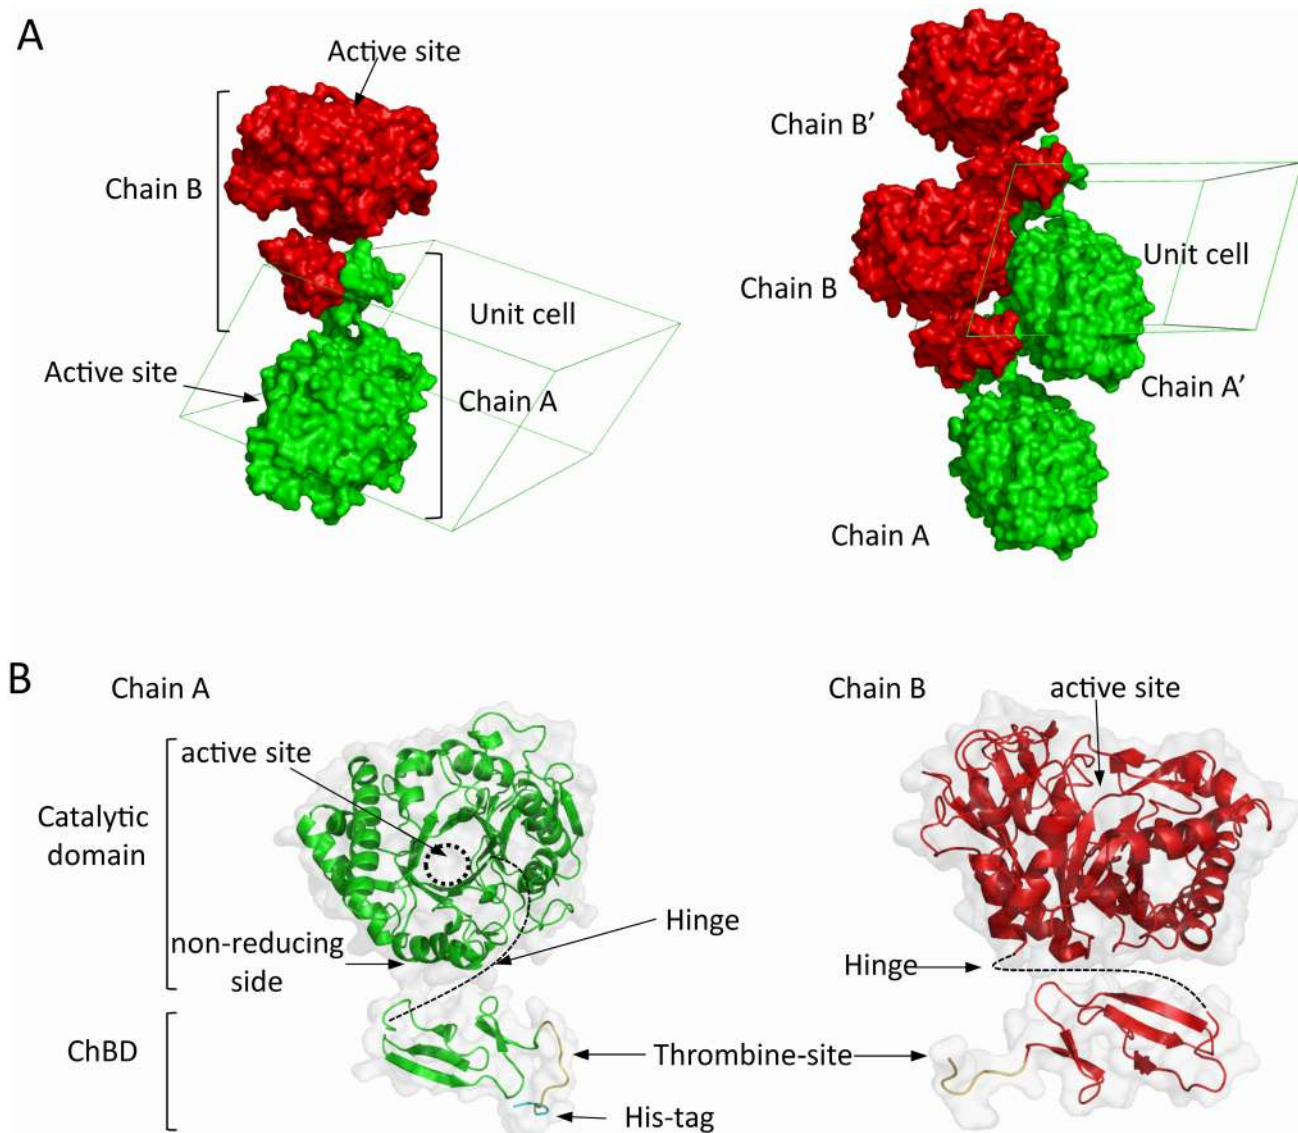 A
Active site
Chain B
Unit cell
Active site
Chain A
Chain B’
Unit cell
Chain B
Chain A’
Chain A
B
Chain A
Chain B
active site
active site
Catalytic
domain
non-reducing
side
Hinge
Hinge
ChBD
Thrombine-site
His-tag